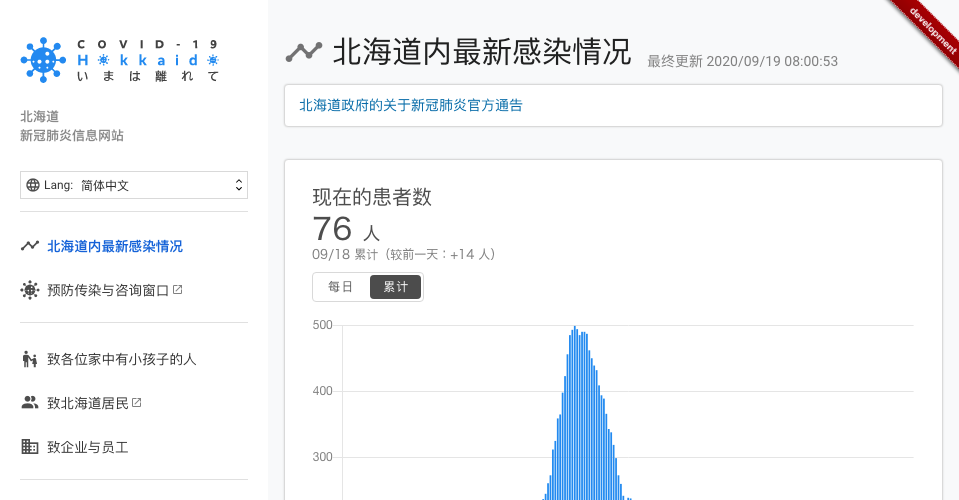 COVID-19
Hokkaido
いまは離れて
北海道
新冠肺炎信息网站
Lang: 简体中文
北海道内最新感染情况
预防传染与咨询窗口
致各位家中有小孩子的人
致北海道居民
致企业与员工
北海道内最新感染情况 最终更新 2020/09/19 08:00:53
development
北海道政府的关于新冠肺炎官方通告
现在的患者数
76 人
09/18 累计（较前一天：+14 人）
每日 累计
500
400
300